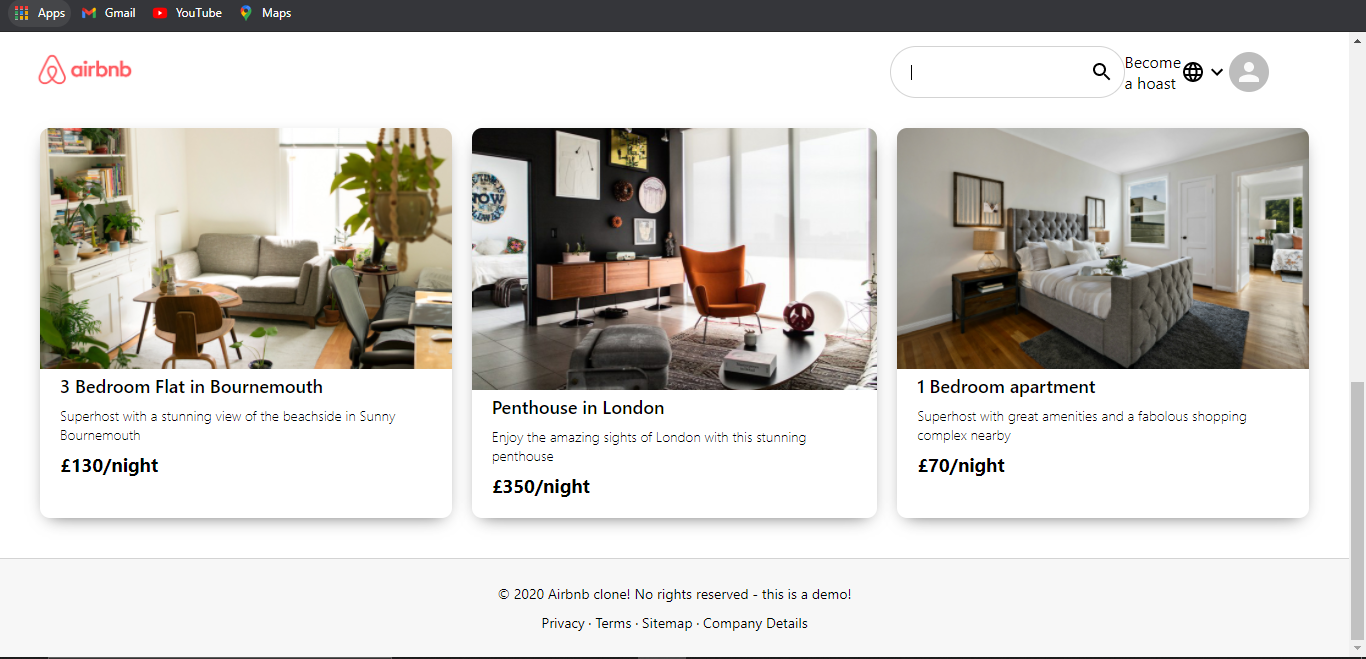 Apps Gmail YouTube Maps
airbnb
Become
a hoast
3 Bedroom Flat in Bournemouth
Superhost with a stunning view of the beachside in Sunny
Bournemouth
£130/night
Penthouse in London
Enjoy the amazing sights of London with this stunning
penthouse
£350/night
1 Bedroom apartment
Superhost with great amenities and a fabolous shopping
complex nearby
£70/night
© 2020 Airbnb clone! No rights reserved - this is a demo!
Privacy · Terms · Sitemap · Company Details